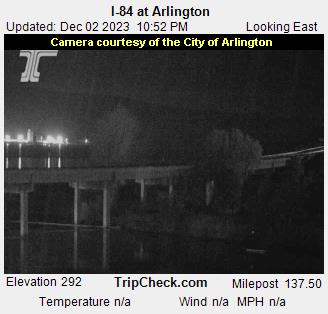 I-84 at Arlington
Updated: Dec 02 2023 10:52 PM Looking East
Camera courtesy of the City of Arlington
Elevation 292 TripCheck.com Milepost 137.50
Temperature n/a Wind n/a MPH n/a